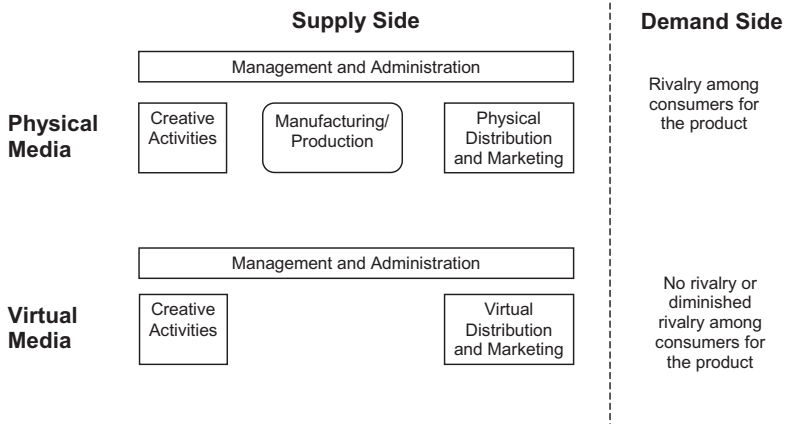 Supply Side
Demand Side
Management and Administration
Physical
Media
Creative
Activities
Manufacturing/
Production
Physical
Distribution
and Marketing
Rivalry among
consumers for
the product
Management and Administration
Virtual
Media
Creative
Activities
Virtual
Distribution
and Marketing
No rivalry or
diminished
rivalry among
consumers for
the product